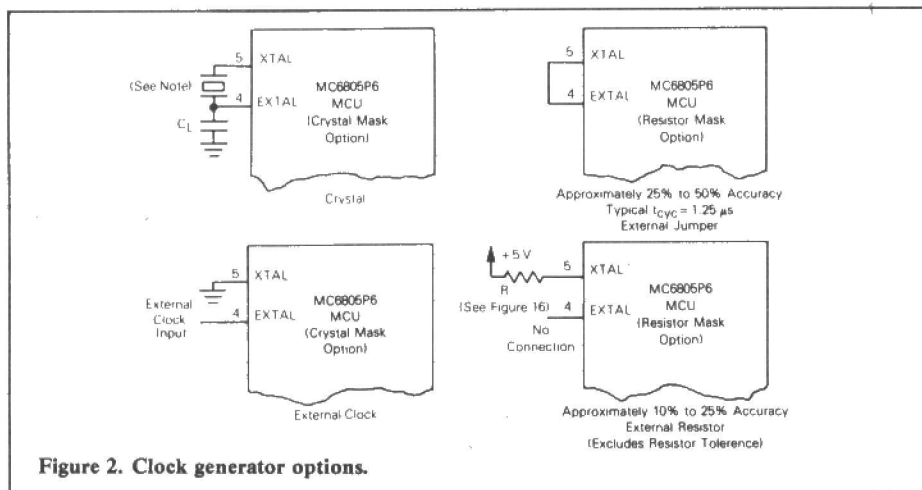 5
XTAL
(See Note)
4
EXTAL
CL
MC6805P6
MCU
(Crystal Mask
Option)
Crystal
5
XTAL
4
EXTAL
MC6805P6
MCU
(Resistor Mask
Option)
Approximately 25% to 50% Accuracy
Typical tcyc = 1.25 µs
External Jumper
5
XTAL
External
Clock
Input
4
EXTAL
MC6805P6
MCU
(Crystal Mask
Option)
External Clock
+5 V
R
5
XTAL
(See Figure 16)
4
EXTAL
No
Connection
MC6805P6
MCU
(Resistor Mask
Option)
Approximately 10% to 25% Accuracy
External Resistor
(Excludes Resistor Tolerence)
Figure 2. Clock generator options.